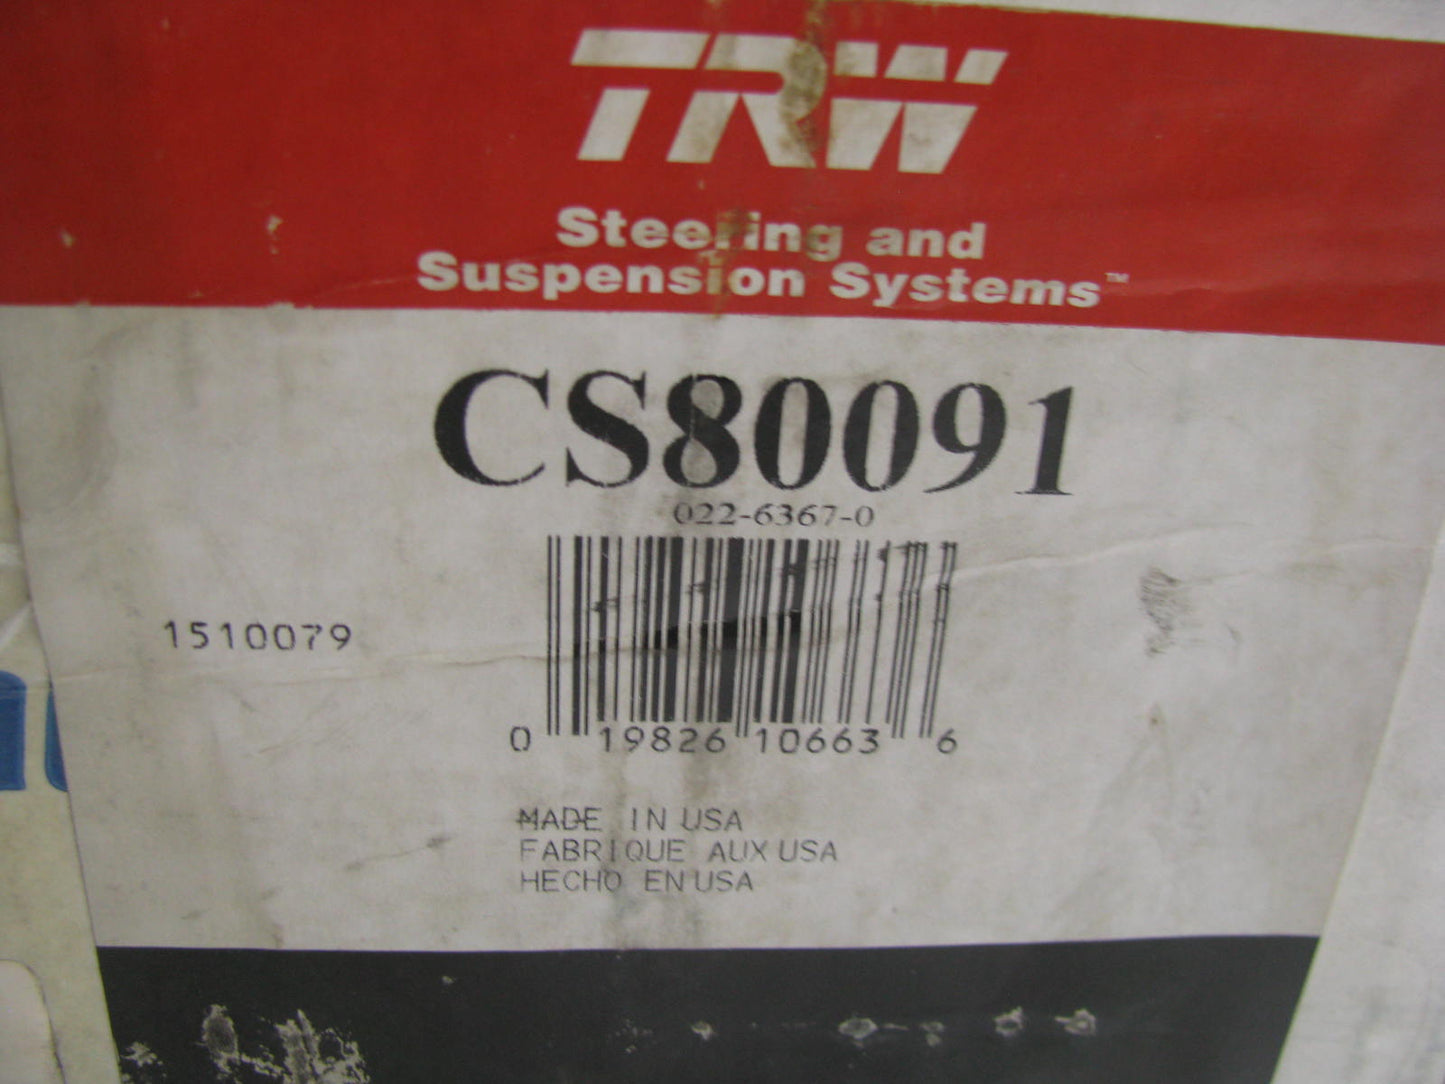 TRW
Steering and
Suspension Systems™
CS80091
022-6367-0
1510079
0 19826 10663 6
MADE IN USA
FABRIQUE AUX USA
HECHO EN USA